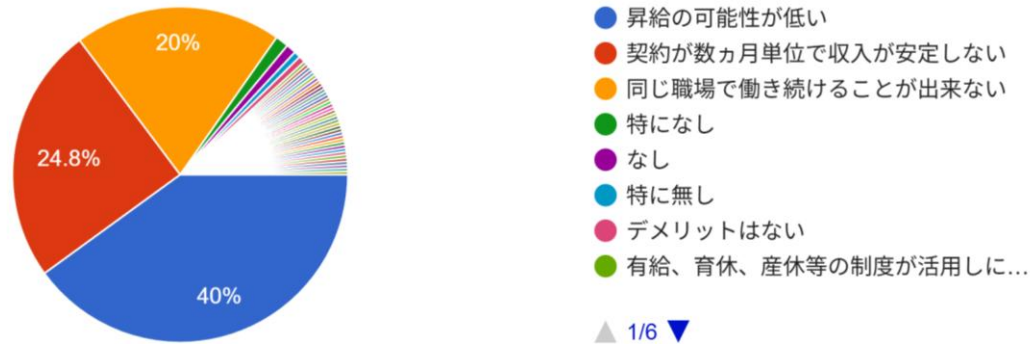 20%
24.8%
40%
昇給の可能性が低い
契約が数ヵ月単位で収入が安定しない
同じ職場で働き続けることが出来ない
特になし
なし
特に無し
デメリットはない
有給、育休、産休等の制度が活用しに…
1/6